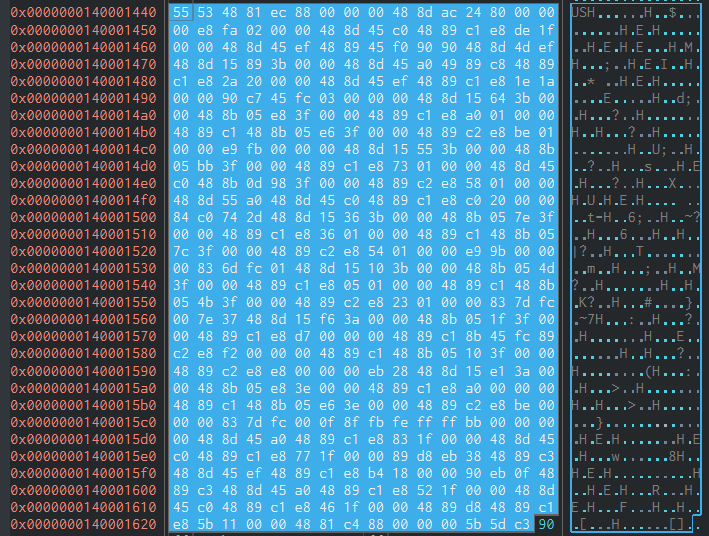 0x0000000140001440 55 53 48 81 ec 88 00 00 00 48 8d ac 24 80 00 00 USH......H..$...
0x0000000140001450 00 e8 fa 02 00 00 48 8d 45 c0 48 89 c1 e8 de 1f ......H.E.H.....
0x0000000140001460 00 00 48 8d 45 ef 48 89 45 f0 90 90 48 8d 4d ef ..H.E.H.E...H.M.
0x0000000140001470 48 8d 15 89 3b 00 00 48 8d 45 a0 49 89 c8 48 89 H...;..H.E.I..H.
0x0000000140001480 c1 e8 2a 20 00 00 48 8d 45 ef 48 89 c1 e8 1e 1a ..* ..H.E.H.....
0x0000000140001490 00 00 90 c7 45 fc 03 00 00 00 48 8d 15 64 3b 00 ....E.....H..d;.
0x00000001400014a0 00 48 8b 05 e8 3f 00 00 48 89 c1 e8 a0 01 00 00 .H...?..H.......
0x00000001400014b0 48 89 c1 48 8b 05 e6 3f 00 00 48 89 c2 e8 be 01 H..H...?..H.....
0x00000001400014c0 00 00 e9 fb 00 00 00 48 8d 15 55 3b 00 00 48 8b .......H..U;..H.
0x00000001400014d0 05 bb 3f 00 00 48 89 c1 e8 73 01 00 00 48 8d 45 ..?..H...s...H.E
0x00000001400014e0 c0 48 8b 0d 98 3f 00 00 48 89 c2 e8 58 01 00 00 .H...?..H...X...
0x00000001400014f0 48 8d 55 a0 48 8d 45 c0 48 89 c1 e8 c0 20 00 00 H.U.H.E.H.... ..
0x0000000140001500 84 c0 74 2d 48 8d 15 36 3b 00 00 48 8b 05 7e 3f ..t-H..6;..H..~?
0x0000000140001510 00 00 48 89 c1 e8 36 01 00 00 48 89 c1 48 8b 05 ..H...6...H..H..
0x0000000140001520 7c 3f 00 00 48 89 c2 e8 54 01 00 00 e9 9b 00 00 |?..H...T.......
0x0000000140001530 00 83 6d fc 01 48 8d 15 10 3b 00 00 48 8b 05 4d ..m..H...;..H..M
0x0000000140001540 3f 00 00 48 89 c1 e8 05 01 00 00 48 89 c1 48 8b ?..H.......H..H.
0x0000000140001550 05 4b 3f 00 00 48 89 c2 e8 23 01 00 00 83 7d fc .K?..H...#....}.
0x0000000140001560 00 7e 37 48 8d 15 f6 3a 00 00 48 8b 05 1f 3f 00 .~7H...:..H...?.
0x0000000140001570 00 48 89 c1 e8 d7 00 00 00 48 89 c1 8b 45 fc 89 .H.......H...E..
0x0000000140001580 c2 e8 f2 00 00 00 48 89 c1 48 8b 05 10 3f 00 00 ......H..H...?..
0x0000000140001590 48 89 c2 e8 e8 00 00 00 eb 28 48 8d 15 e1 3a 00 H........(H...:.
0x00000001400015a0 00 48 8b 05 e8 3e 00 00 48 89 c1 e8 a0 00 00 00 .H...>..H.......
0x00000001400015b0 48 89 c1 48 8b 05 e6 3e 00 00 48 89 c2 e8 be 00 H..H...>..H.....
0x00000001400015c0 00 00 83 7d fc 00 0f 8f fb fe ff ff bb 00 00 00 ...}............
0x00000001400015d0 00 48 8d 45 a0 48 89 c1 e8 83 1f 00 00 48 8d 45 .H.E.H.......H.E
0x00000001400015e0 c0 48 89 c1 e8 77 1f 00 00 89 d8 eb 38 48 89 c3 .H...w......8H..
0x00000001400015f0 48 8d 45 ef 48 89 c1 e8 b4 18 00 00 90 eb 0f 48 H.E.H..........H
0x0000000140001600 89 c3 48 8d 45 a0 48 89 c1 e8 52 1f 00 00 48 8d ..H.E.H...R...H.
0x0000000140001610 45 c0 48 89 c1 e8 46 1f 00 00 48 89 d8 48 89 c1 E.H...F...H..H..
0x0000000140001620 e8 5b 11 00 00 48 81 c4 88 00 00 00 5b 5d c3 90 .[...H......[]..